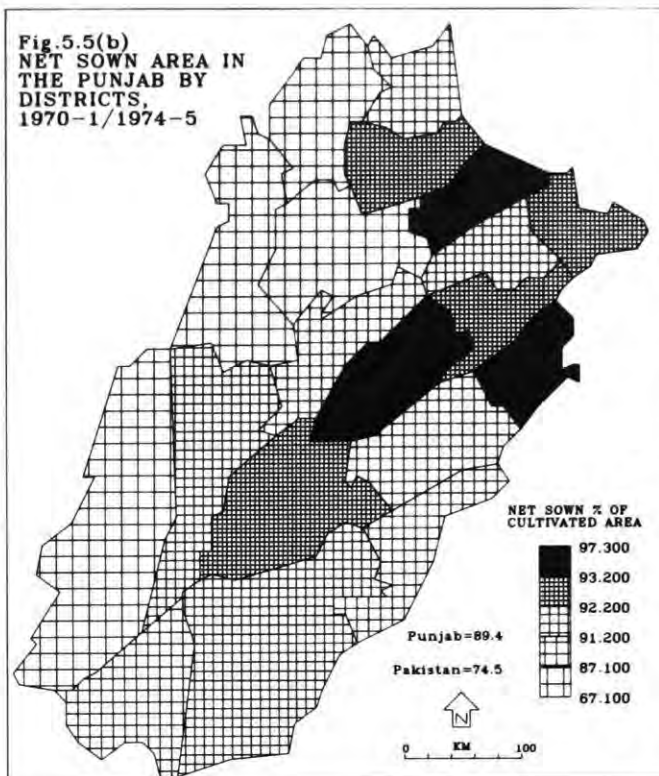 Fig.5.5(b)
NET SOWN AREA IN
THE PUNJAB BY
DISTRICTS,
1970-1/1974-5
NET SOWN % OF
CULTIVATED AREA
97.300
93.200
92.200
91.200
87.100
67.100
Punjab=89.4
Pakistan=74.5
N
KM
0 100